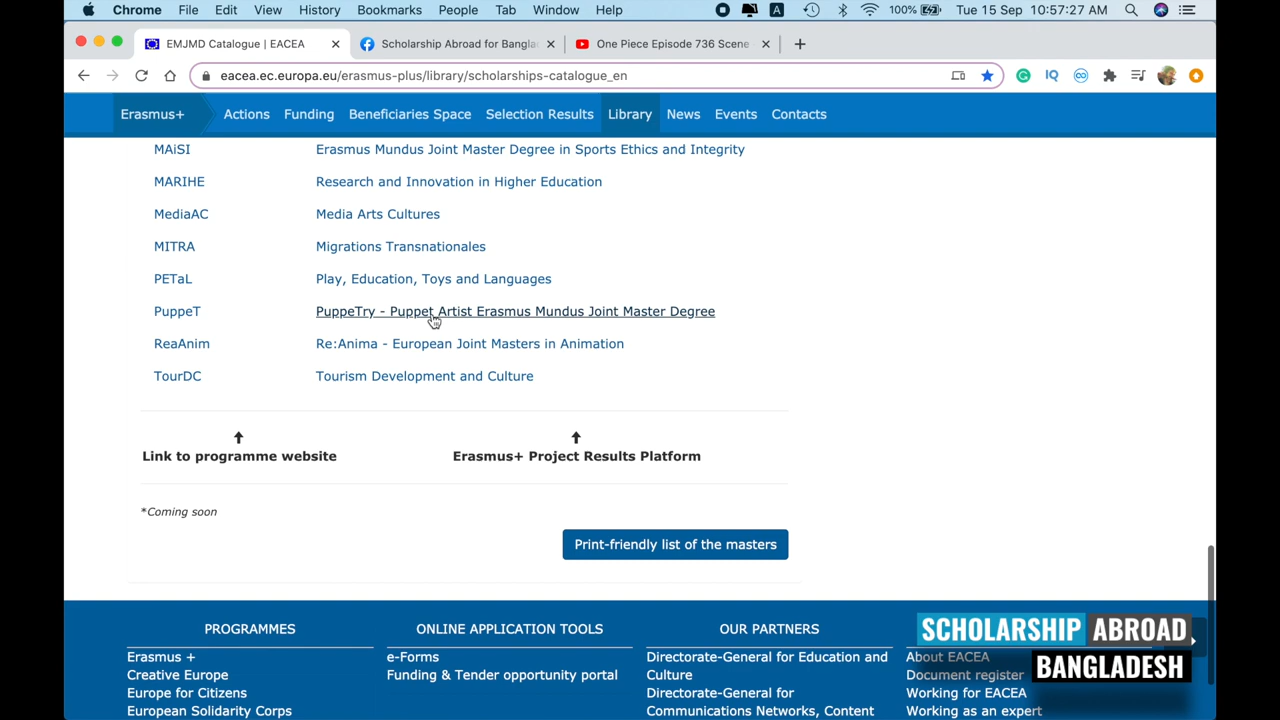 Chrome File Edit View History Bookmarks People Tab Window Help 100% Tue 15 Sep 10:57:27 AM
EMJMD Catalogue | EACEA Scholarship Abroad for Bangla One Piece Episode 736 Scene
eacea.ec.europa.eu/erasmus-plus/library/scholarships-catalogue_en
Erasmus+ Actions Funding Beneficiaries Space Selection Results Library News Events Contacts
MAiSI Erasmus Mundus Joint Master Degree in Sports Ethics and Integrity
MARIHE Research and Innovation in Higher Education
MediaAC Media Arts Cultures
MITRA Migrations Transnationales
PETaL Play, Education, Toys and Languages
PuppeT PuppeTry - Puppet Artist Erasmus Mundus Joint Master Degree
ReaAnim Re:Anima - European Joint Masters in Animation
TourDC Tourism Development and Culture
Link to programme website Erasmus+ Project Results Platform
*Coming soon
Print-friendly list of the masters
PROGRAMMES ONLINE APPLICATION TOOLS OUR PARTNERS
Erasmus + e-Forms Directorate-General for Education and About EACEA
Creative Europe Funding & Tender opportunity portal Culture Document register
Europe for Citizens Directorate-General for Working for EACEA
European Solidarity Corps Communications Networks, Content Working as an expert
SCHOLARSHIP ABROAD
BANGLADESH